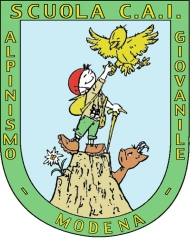 SCUOLA C.A.I.
ALPINISMO
GIOVANILE
- MODENA -